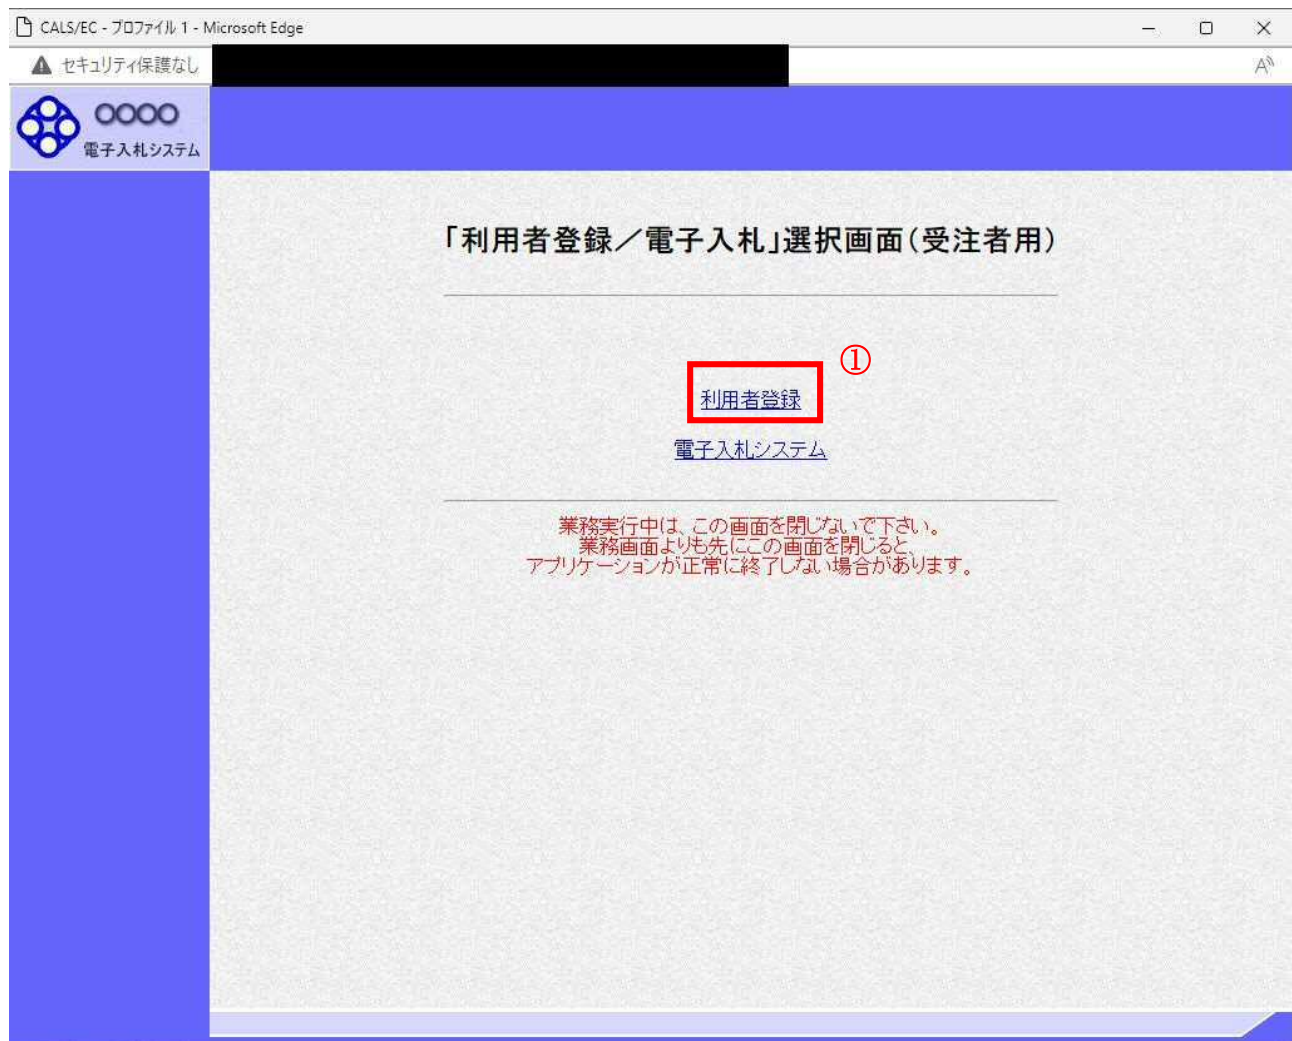 CALS/EC - プロファイル 1 - Microsoft Edge
セキュリティ保護なし
○○○○
電子入札システム
「利用者登録／電子入札」選択画面（受注者用）
①
利用者登録
電子入札システム
業務実行中は、この画面を閉じないで下さい。
業務画面よりも先にこの画面を閉じると、
アプリケーションが正常に終了しない場合があります。